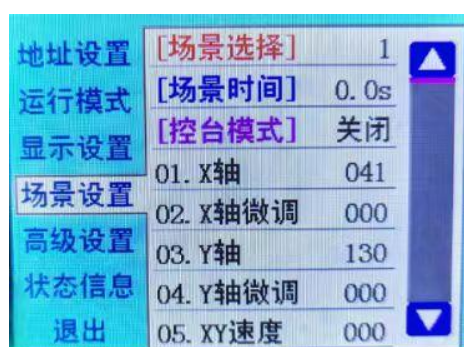 地址设置
运行模式
显示设置
场景设置
高级设置
状态信息
退出
[场景选择] 1
[场景时间] 0.0s
[控台模式] 关闭
01. X轴 041
02. X轴微调 000
03. Y轴 130
04. Y轴微调 000
05. XY速度 000